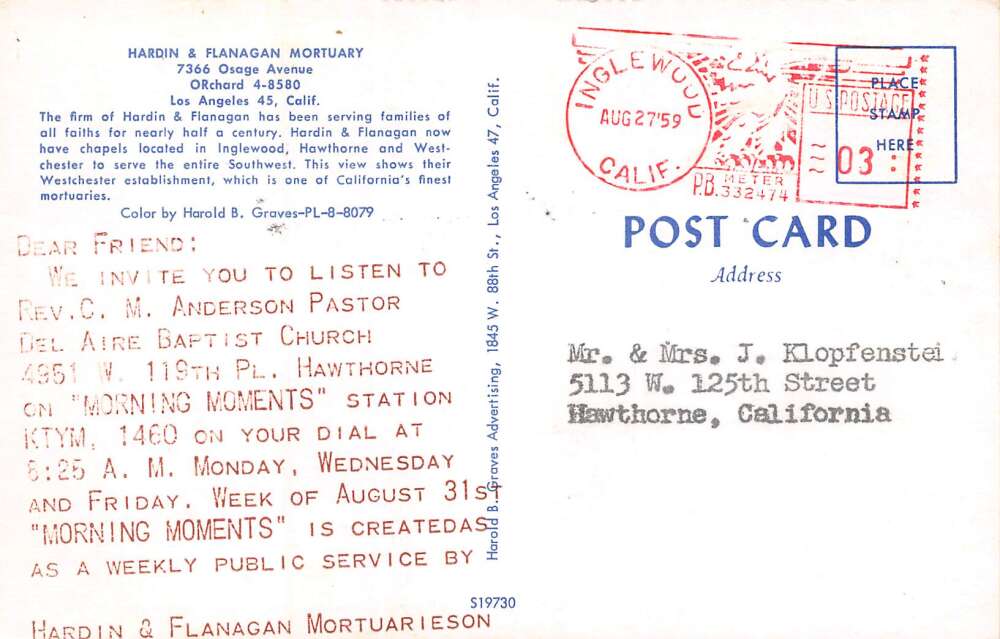 HARDIN & FLANAGAN MORTUARY
7366 Osage Avenue
ORchard 4-8580
Los Angeles 45, Calif.
The firm of Hardin & Flanagan has been serving families of
all faiths for nearly half a century. Hardin & Flanagan now
have chapels located in Inglewood, Hawthorne and West-
chester to serve the entire Southwest. This view shows their
Westchester establishment, which is one of California's finest
mortuaries.
Color by Harold B. Graves-PL-8-8079
DEAR FRIEND:
WE INVITE YOU TO LISTEN TO
REV. C. M. ANDERSON PASTOR
DEL AIRE BAPTIST CHURCH
4951 W. 119TH PL. HAWTHORNE
ON "MORNING MOMENTS" STATION
KTYM, 1460 ON YOUR DIAL AT
A. M. MONDAY, WEDNESDAY
AND FRIDAY. WEEK OF AUGUST 31ST
"MORNING MOMENTS" IS CREATEDAS
AS A WEEKLY PUBLIC SERVICE BY
HARDIN & FLANAGAN MORTUARIESON
Harold B. Graves Advertising, 1845 W. 88th St., Los Angeles 47, Calif.
S19730
INGLEWOOD
AUG 27 '59
CALIF.
U.S. POSTAGE
03
P.B. METER
332474
PLACE
STAMP
HERE
POST CARD
Address
Mr. & Mrs. J. Klopfenstei
5113 W. 125th Street
Hawthorne, California